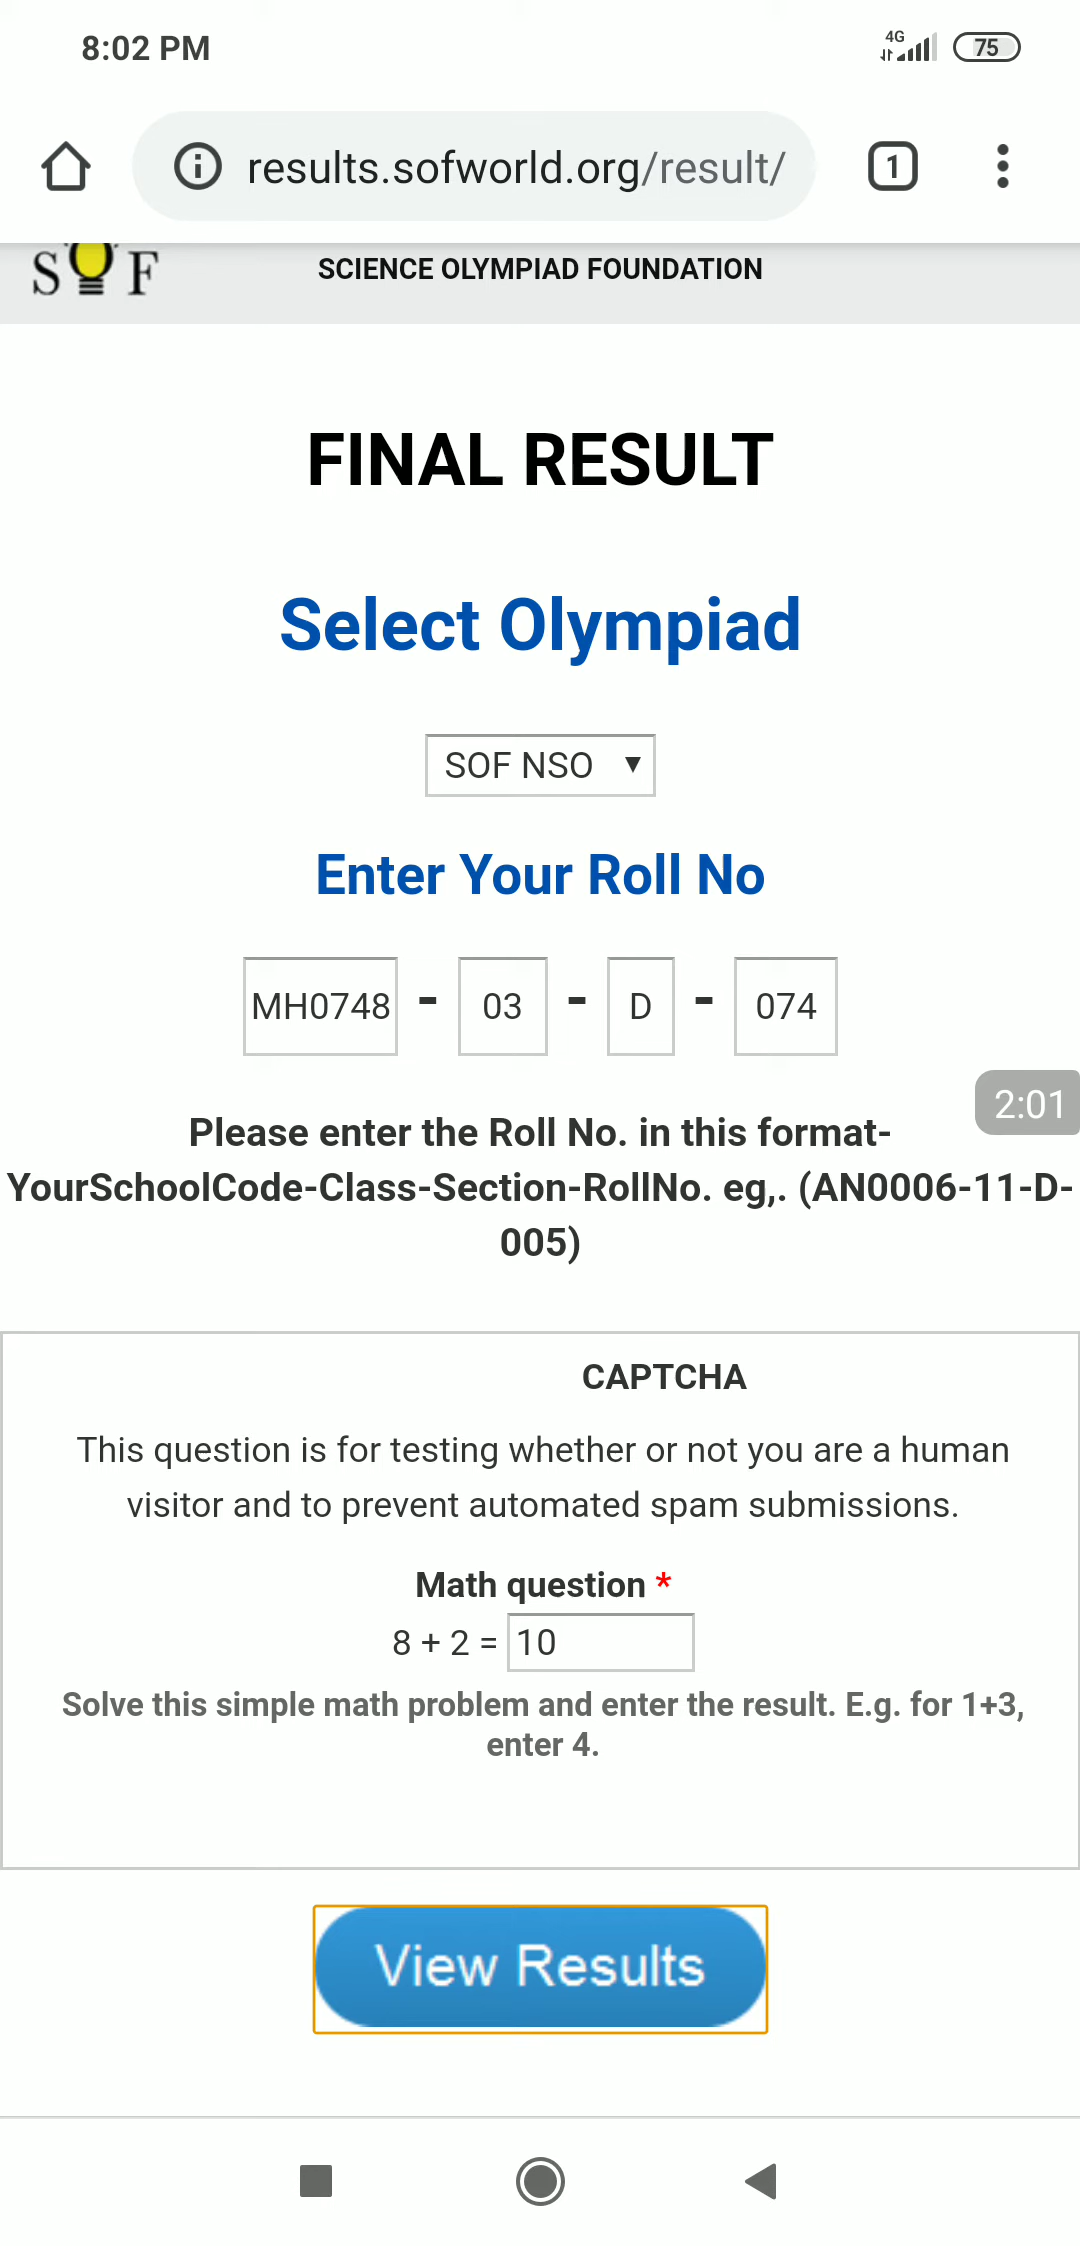 8:02 PM
4G
75
results.sofworld.org/result/
1
S F
SCIENCE OLYMPIAD FOUNDATION
FINAL RESULT
Select Olympiad
SOF NSO
Enter Your Roll No
MH0748 - 03 - D - 074
2:01
Please enter the Roll No. in this format-
YourSchoolCode-Class-Section-RollNo. eg,. (AN0006-11-D-
005)
CAPTCHA
This question is for testing whether or not you are a human
visitor and to prevent automated spam submissions.
Math question *
8 + 2 = 10
Solve this simple math problem and enter the result. E.g. for 1+3,
enter 4.
View Results